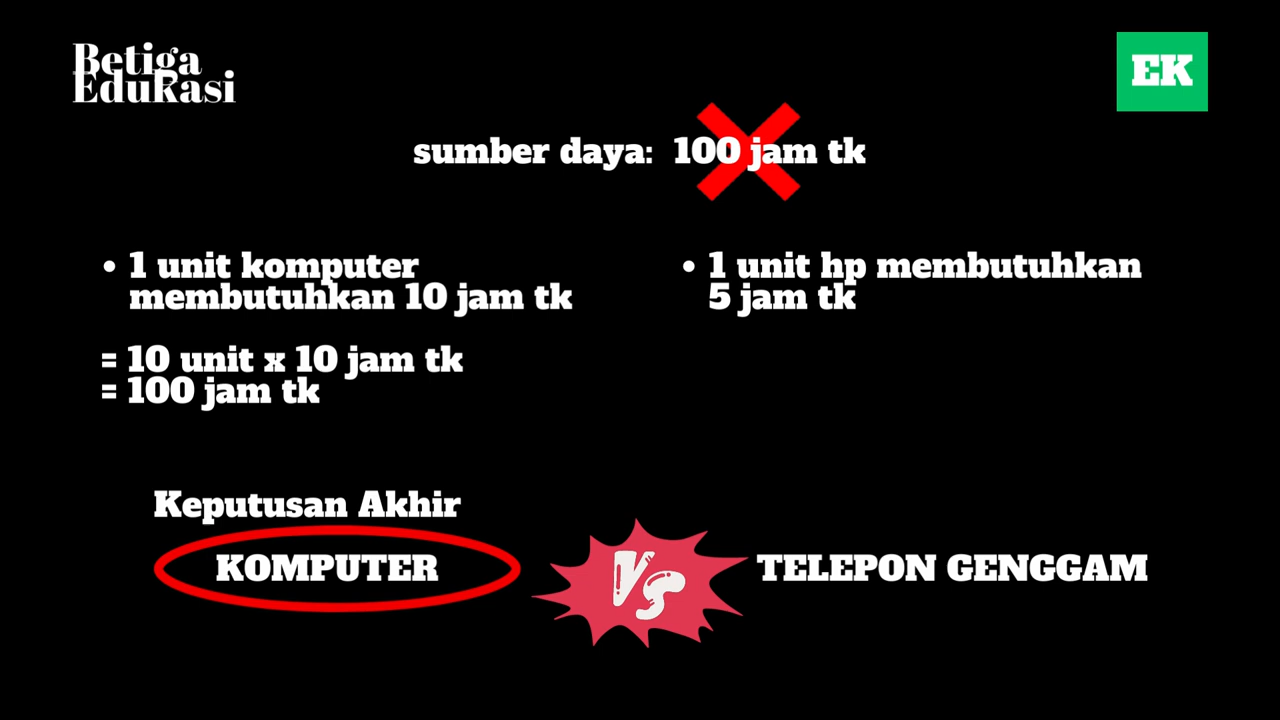 Betiga
EduKasi
EK
sumber daya: 100 jam tk
• 1 unit komputer
membutuhkan 10 jam tk
= 10 unit x 10 jam tk
= 100 jam tk
• 1 unit hp membutuhkan
5 jam tk
Keputusan Akhir
KOMPUTER
VS
TELEPON GENGGAM